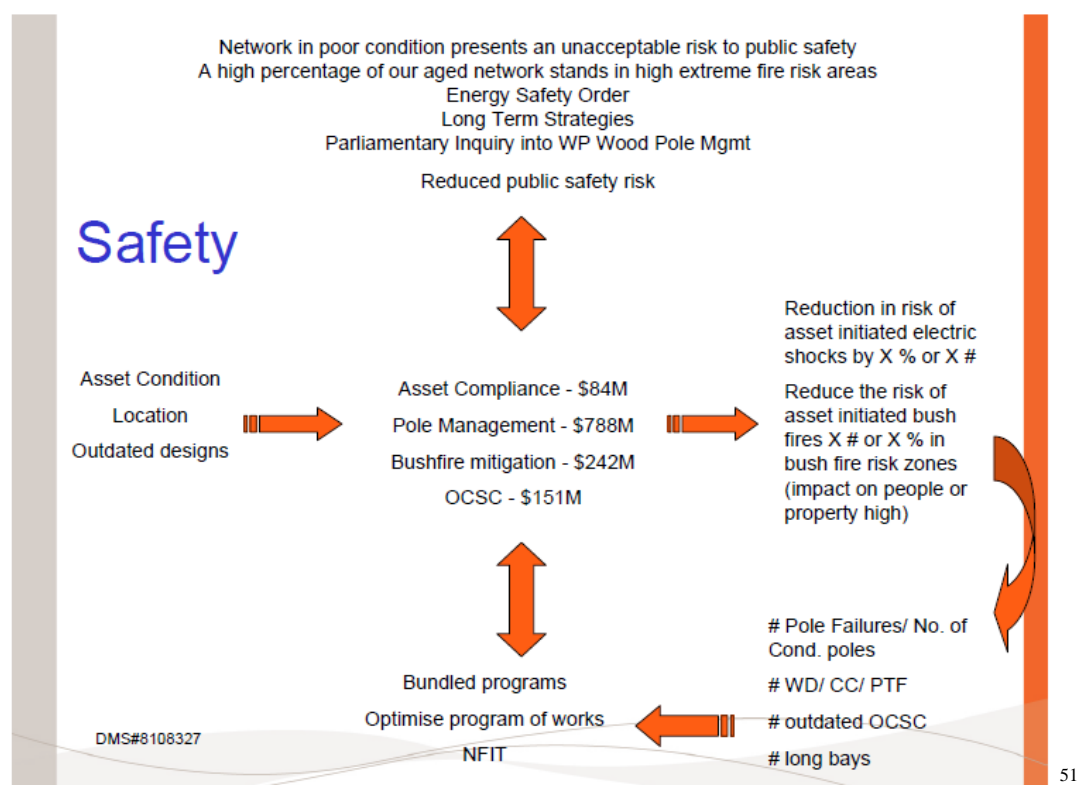 Network in poor condition presents an unacceptable risk to public safety
A high percentage of our aged network stands in high extreme fire risk areas
Energy Safety Order
Long Term Strategies
Parliamentary Inquiry into WP Wood Pole Mgmt
Reduced public safety risk
Safety
Asset Condition
Location
Outdated designs
Asset Compliance - $84M
Pole Management - $788M
Bushfire mitigation - $242M
OCSC - $151M
Reduction in risk of
asset initiated electric
shocks by X % or X #
Reduce the risk of
asset initiated bush
fires X # or X % in
bush fire risk zones
(impact on people or
property high)
# Pole Failures/ No. of
Cond. poles
# WD/ CC/ PTF
# outdated OCSC
# long bays
Bundled programs
Optimise program of works
NFIT
DMS#8108327
51